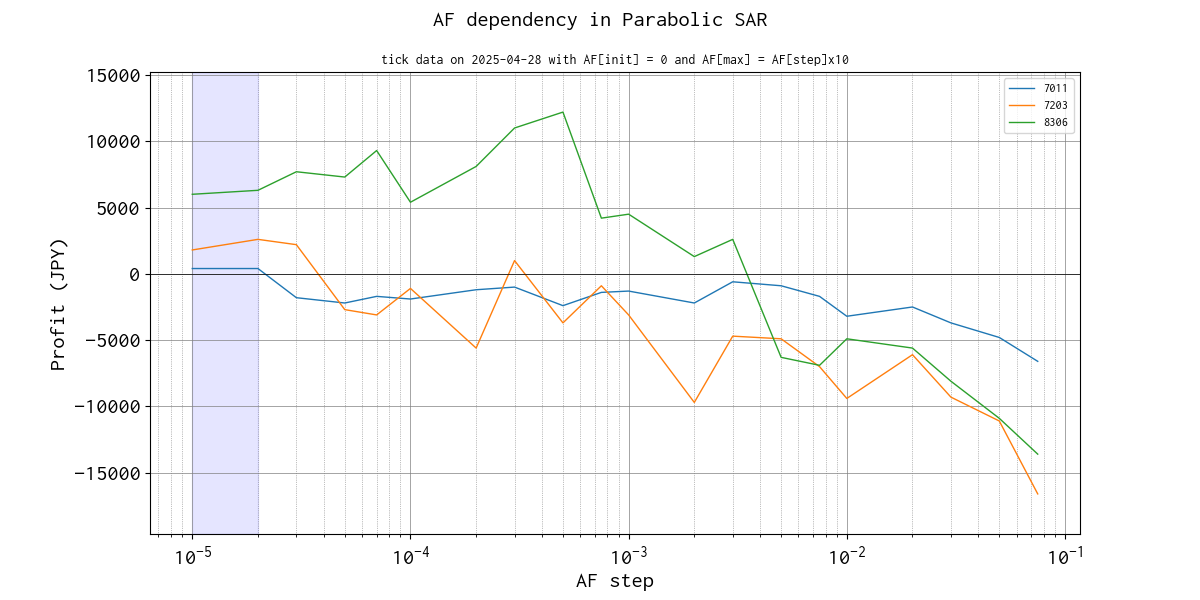 AF dependency in Parabolic SAR
tick data on 2025-04-28 with AF[init] = 0 and AF[max] = AF[step]x10
7011
7203
8306
Profit (JPY)
15000
10000
5000
0
−5000
−10000
−15000
10⁻⁵ 10⁻⁴ 10⁻³ 10⁻² 10⁻¹
AF step